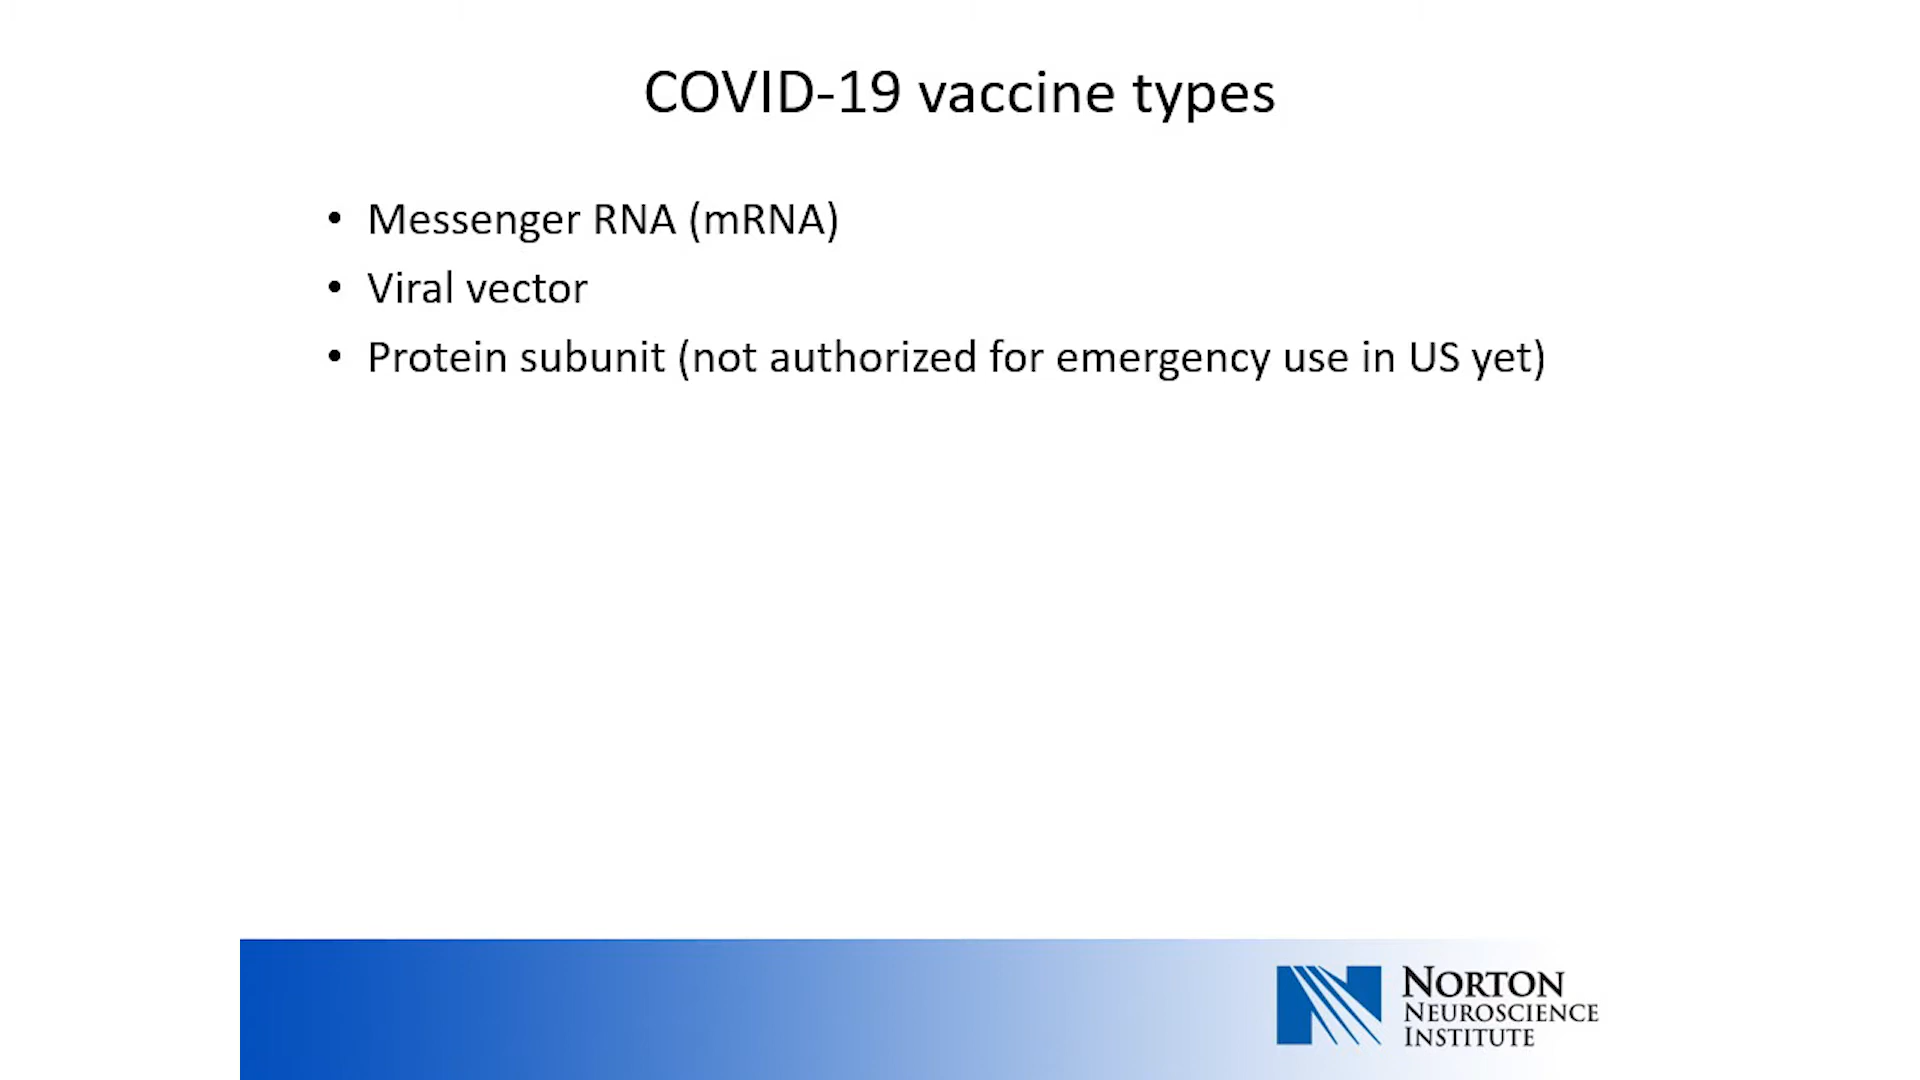 COVID-19 vaccine types
• Messenger RNA (mRNA)
• Viral vector
• Protein subunit (not authorized for emergency use in US yet)
NORTON
NEUROSCIENCE
INSTITUTE